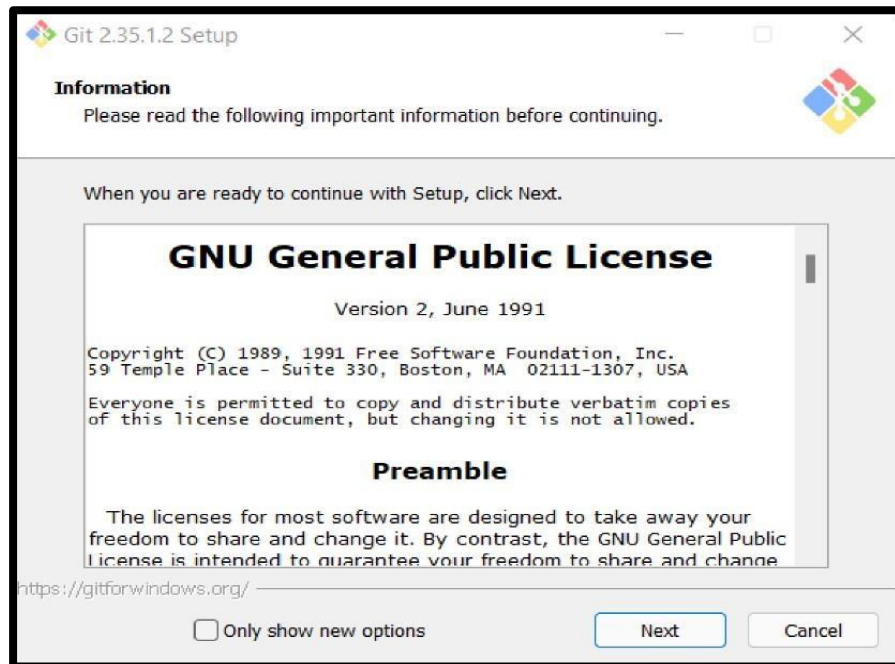 Git 2.35.1.2 Setup
Information
Please read the following important information before continuing.
When you are ready to continue with Setup, click Next.
GNU General Public License
Version 2, June 1991
Copyright (C) 1989, 1991 Free Software Foundation, Inc.
59 Temple Place - Suite 330, Boston, MA  02111-1307, USA
Everyone is permitted to copy and distribute verbatim copies
of this license document, but changing it is not allowed.
Preamble
The licenses for most software are designed to take away your
freedom to share and change it. By contrast, the GNU General Public
License is intended to guarantee your freedom to share and change
https://gitforwindows.org/
Only show new options
Next
Cancel